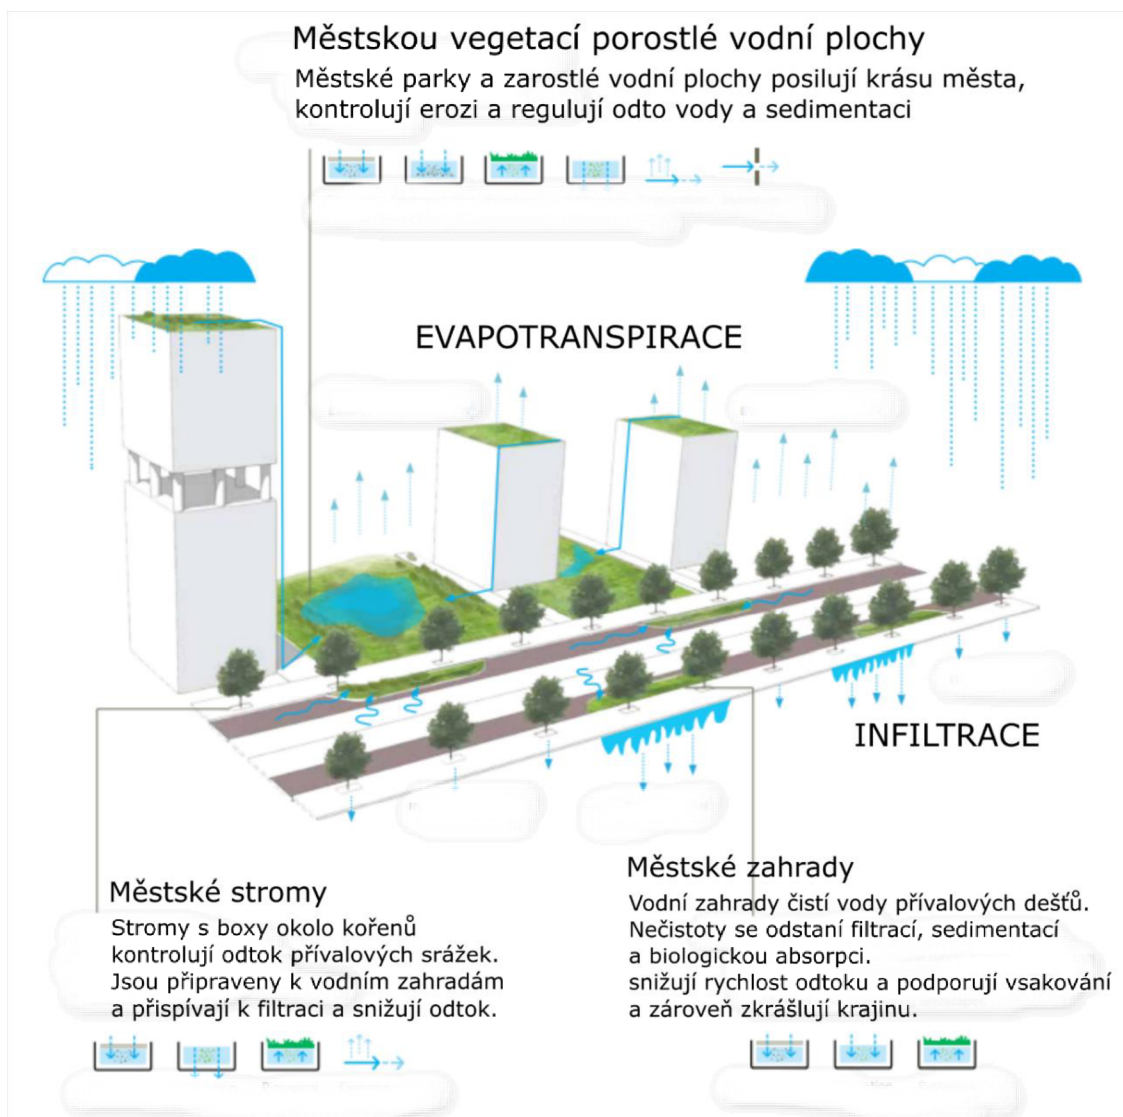 Městskou vegetací porostlé vodní plochy
Městské parky a zarostlé vodní plochy posilují krásu města,
kontrolují erozi a regulují odto vody a sedimentaci
EVAPOTRANSPIRACE
INFILTRACE
Městské stromy
Stromy s boxy okolo kořenů
kontrolují odtok přívalových srážek.
Jsou připraveny k vodním zahradám
a přispívají k filtraci a snižují odtok.
Městské zahrady
Vodní zahrady čistí vody přívalových dešťů.
Nečistoty se odstaní filtrací, sedimentací
a biologickou absorpci.
snižují rychlost odtoku a podporují vsakování
a zároveň zkrášlují krajinu.